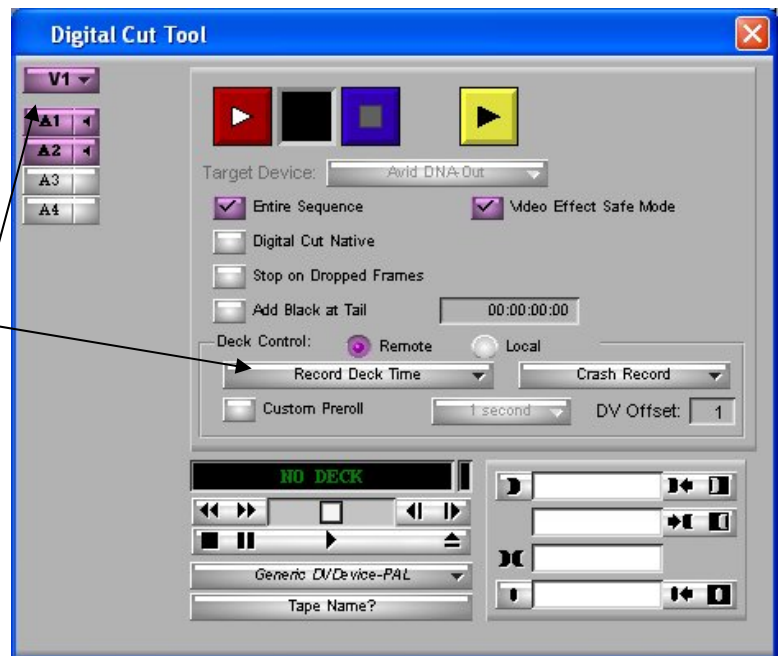 Digital Cut Tool
V1
A1
A2
A3
A4
Target Device: Avid DNA-Out
Entire Sequence
Video Effect Safe Mode
Digital Cut Native
Stop on Dropped Frames
Add Black at Tail
00:00:00:00
Deck Control:
Remote
Local
Record Deck Time
Crash Record
Custom Preroll
1 second
DV Offset: 1
NO DECK
Generic DVDevice-PAL
Tape Name?